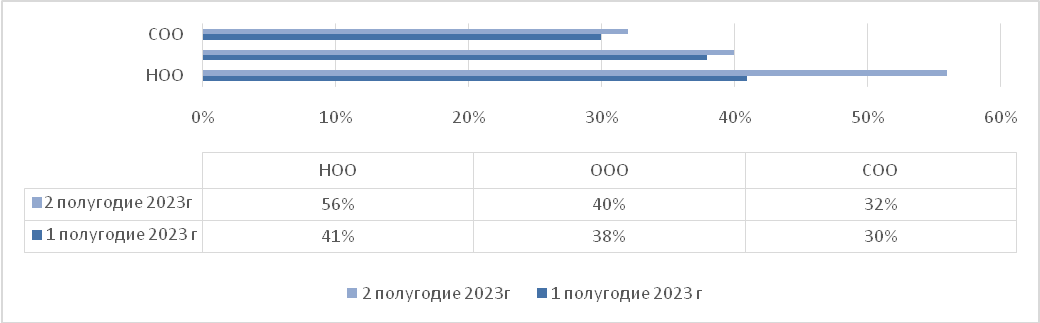 СОО
НОО
0% 10% 20% 30% 40% 50% 60%
НОО ООО СОО
2 полугодие 2023г 56% 40% 32%
1 полугодие 2023 г 41% 38% 30%
2 полугодие 2023г 1 полугодие 2023 г